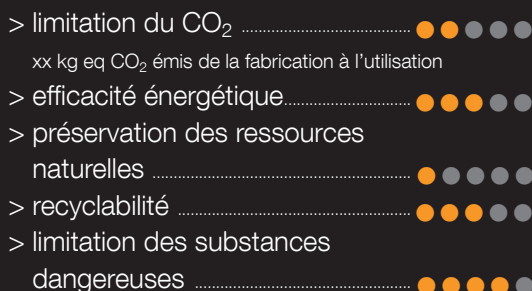 > limitation du CO₂ ..........................................
xx kg eq CO₂ émis de la fabrication à l'utilisation
> efficacité énergétique................................
> préservation des ressources
naturelles .................................................................
> recyclabilité ..........................................................
> limitation des substances
dangereuses ......................................................